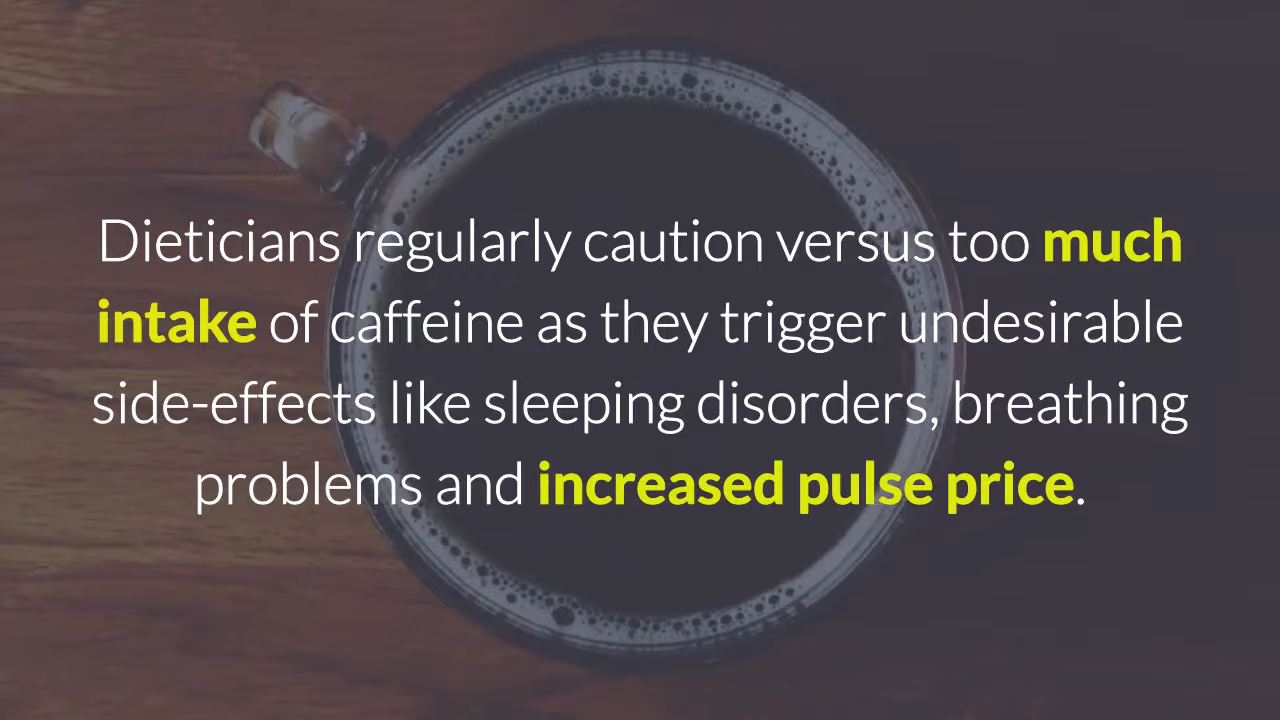 Dieticians regularly caution versus too much
intake of caffeine as they trigger undesirable
side-effects like sleeping disorders, breathing
problems and increased pulse price.